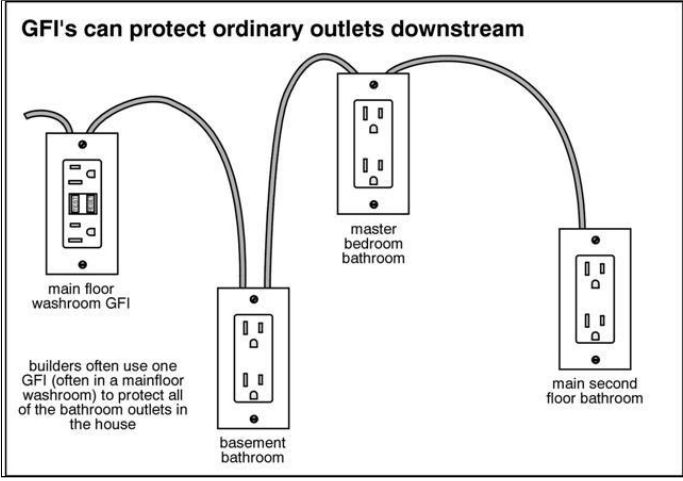 GFI's can protect ordinary outlets downstream
main floor
washroom GFI
master
bedroom
bathroom
builders often use one
GFI (often in a mainfloor
washroom) to protect all
of the bathroom outlets in
the house
basement
bathroom
main second
floor bathroom